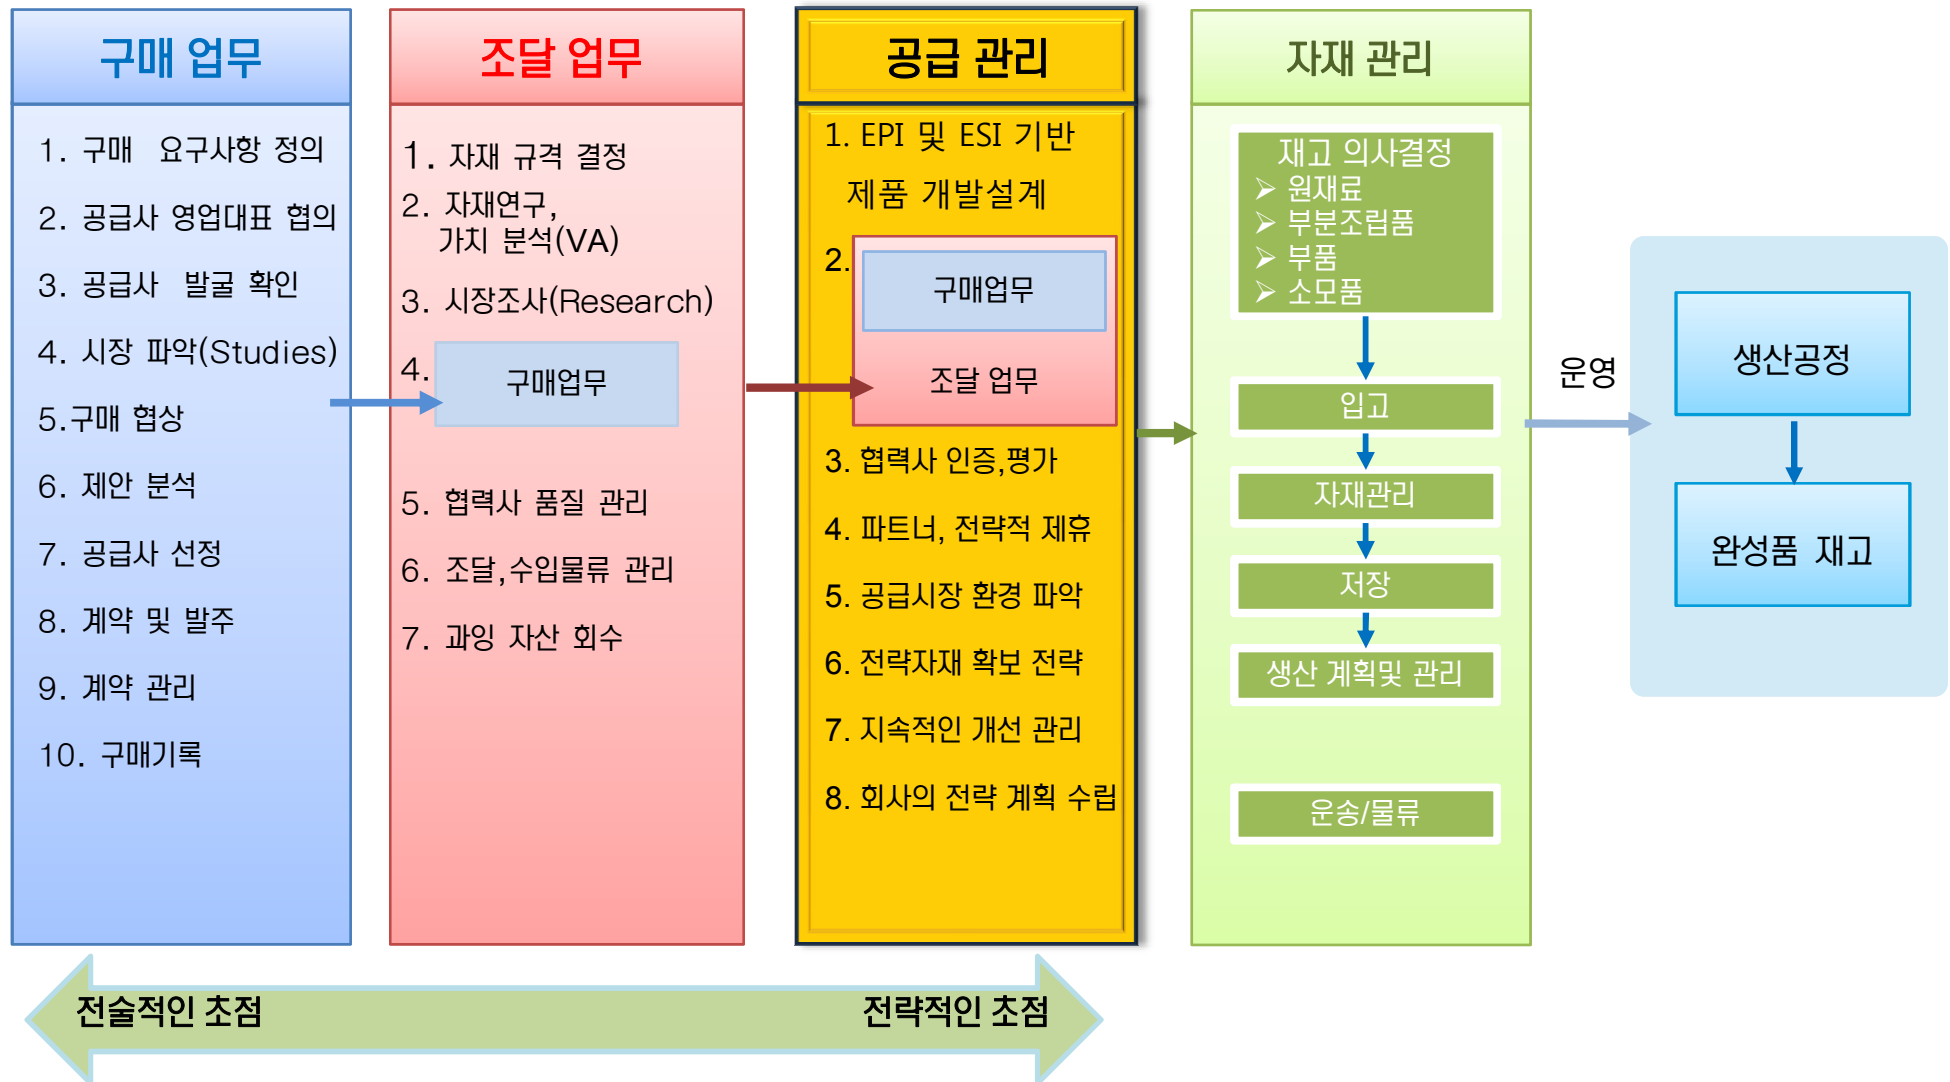 구매 업무
1. 구매 요구사항 정의
2. 공급사 영업대표 협의
3. 공급사 발굴 확인
4. 시장 파악(Studies)
5.구매 협상
6. 제안 분석
7. 공급사 선정
8. 계약 및 발주
9. 계약 관리
10. 구매기록
조달 업무
1. 자재 규격 결정
2. 자재연구,
가치 분석(VA)
3. 시장조사(Research)
4. 구매업무
5. 협력사 품질 관리
6. 조달,수입물류 관리
7. 과잉 자산 회수
공급 관리
1. EPI 및 ESI 기반
제품 개발설계
2. 구매업무
조달 업무
3. 협력사 인증,평가
4. 파트너, 전략적 제휴
5. 공급시장 환경 파악
6. 전략자재 확보 전략
7. 지속적인 개선 관리
8. 회사의 전략 계획 수립
자재 관리
재고 의사결정
➢ 원재료
➢ 부분조립품
➢ 부품
➢ 소모품
입고
자재관리
저장
생산 계획및 관리
운송/물류
운영
생산공정
완성품 재고
전술적인 초점
전략적인 초점